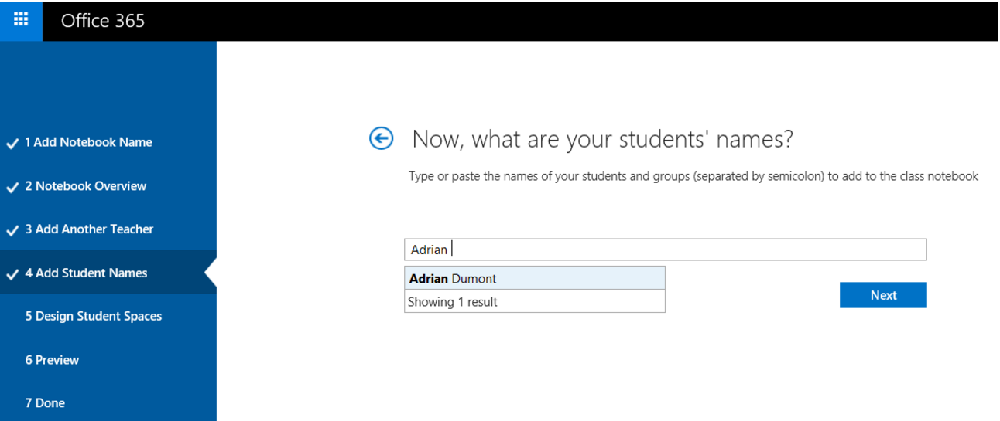 Office 365
1 Add Notebook Name
2 Notebook Overview
3 Add Another Teacher
4 Add Student Names
5 Design Student Spaces
6 Preview
7 Done
Now, what are your students' names?
Type or paste the names of your students and groups (separated by semicolon) to add to the class notebook
Adrian
Adrian Dumont
Showing 1 result
Next